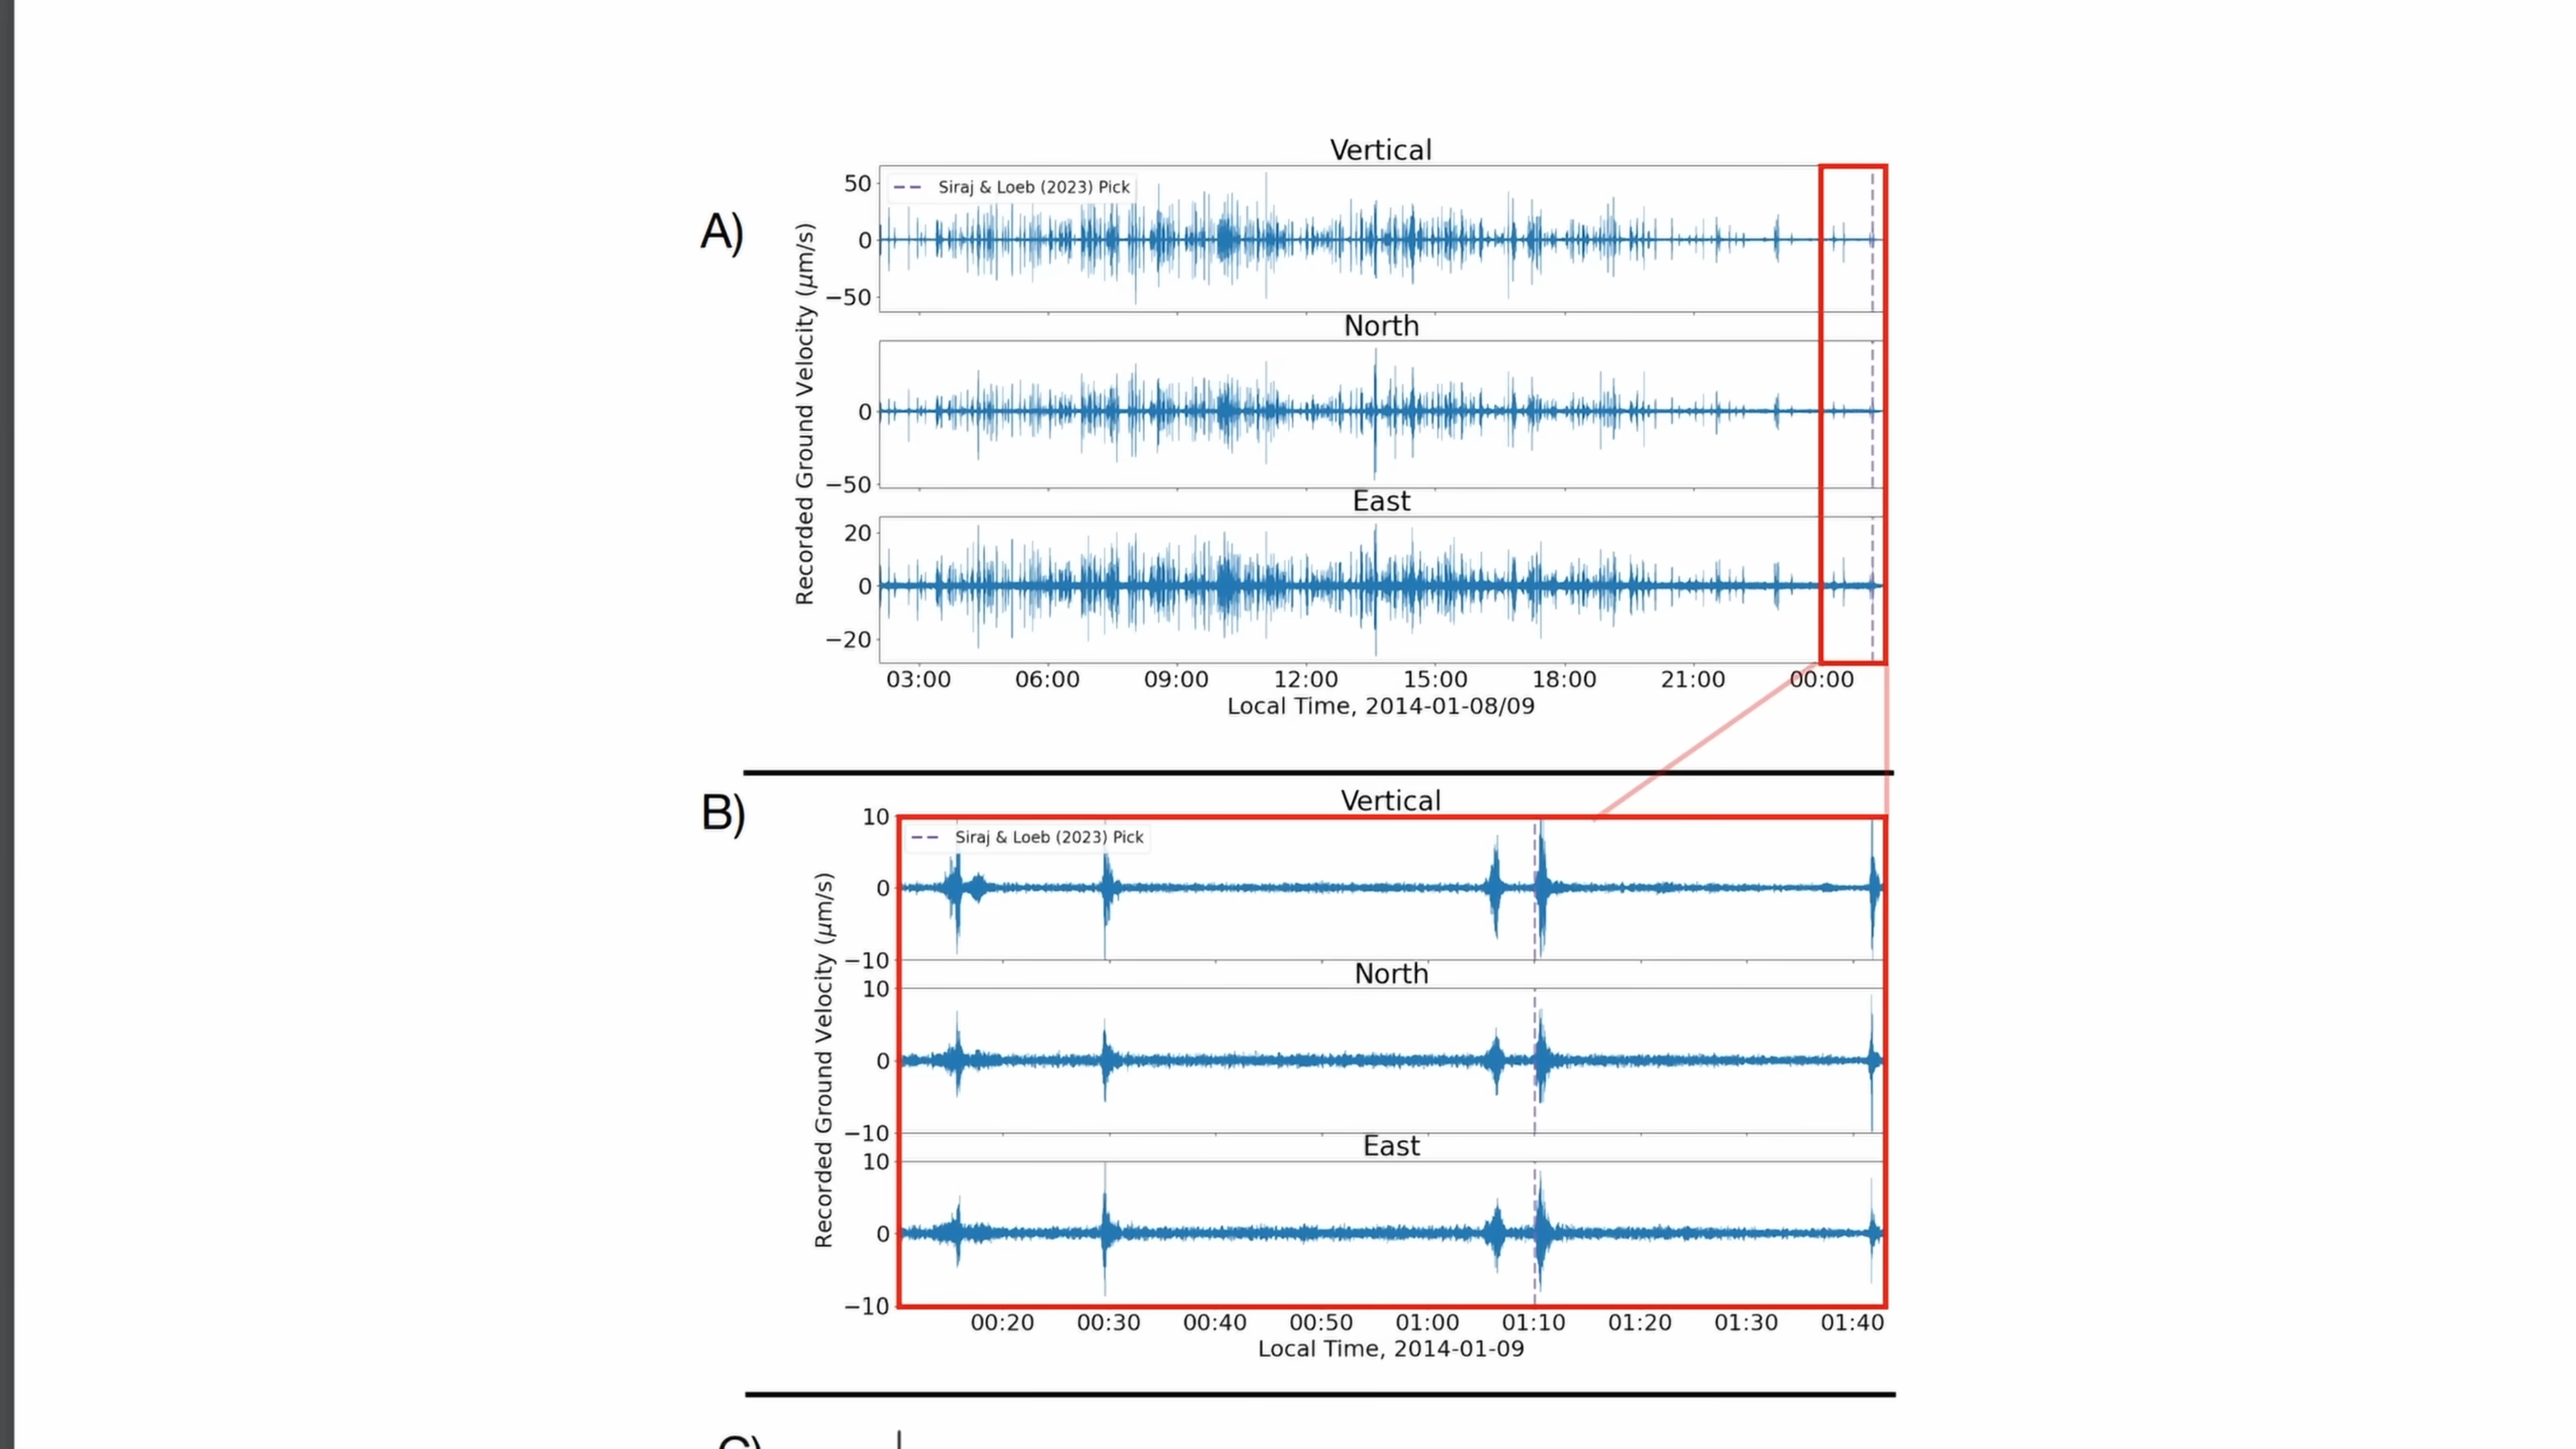 A)
Vertical
Siraj & Loeb (2023) Pick
50
0
−50
North
0
−50
East
20
0
−20
Recorded Ground Velocity (μm/s)
03:00 06:00 09:00 12:00 15:00 18:00 21:00 00:00
Local Time, 2014-01-08/09
B)
Vertical
Siraj & Loeb (2023) Pick
10
0
−10
North
10
0
−10
East
10
0
−10
Recorded Ground Velocity (μm/s)
00:20 00:30 00:40 00:50 01:00 01:10 01:20 01:30 01:40
Local Time, 2014-01-09